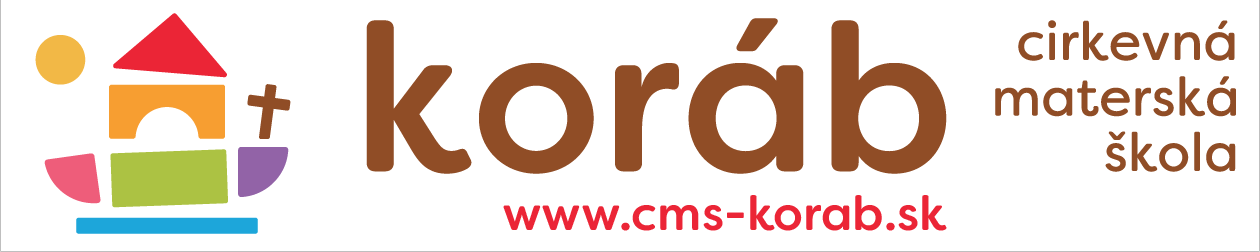 koráb
www.cms-korab.sk
cirkevná
materská
škola